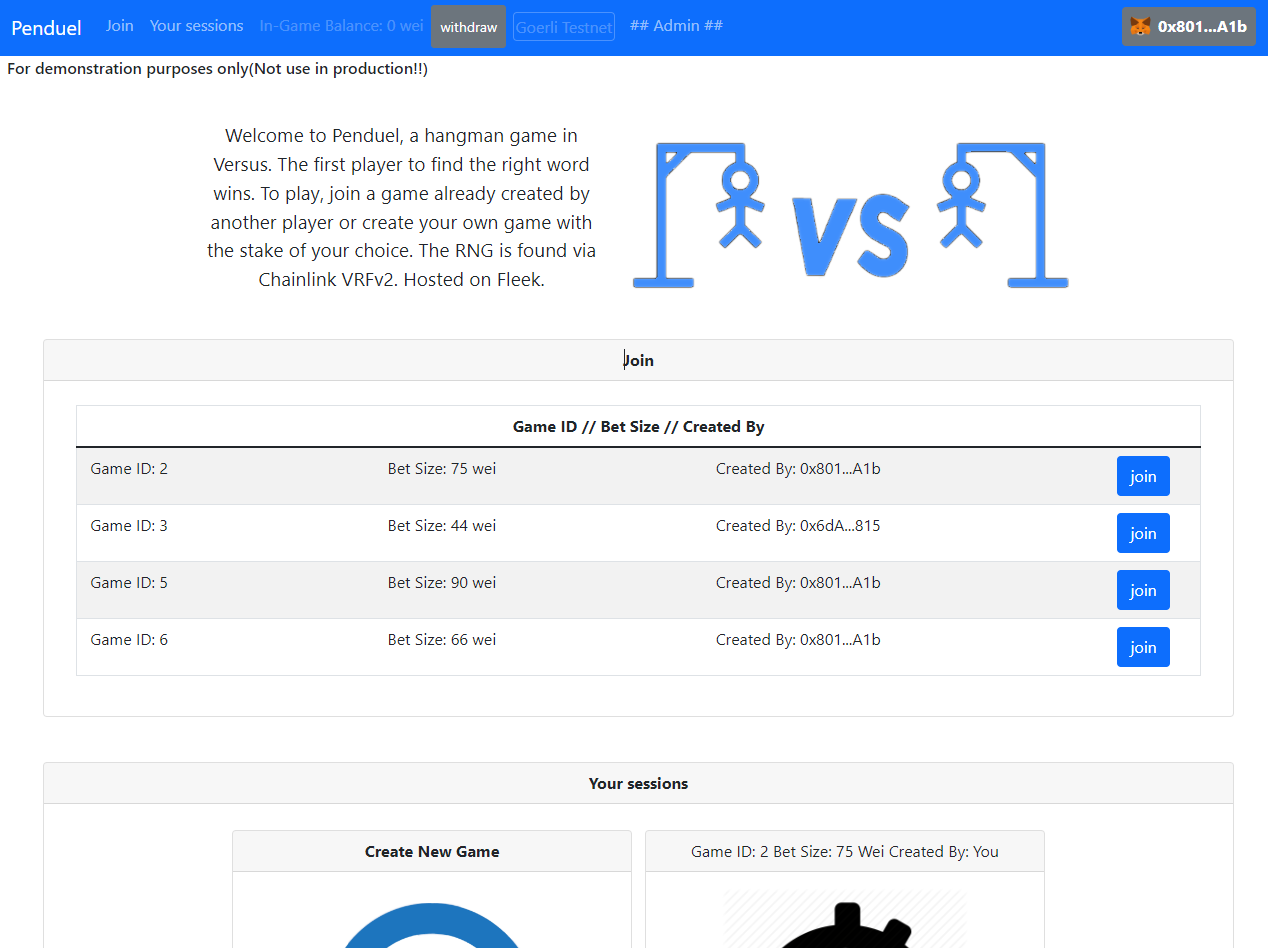 Penduel Join Your sessions In-Game Balance: 0 wei withdraw Goerli Testnet ## Admin ## 0x801...A1b
For demonstration purposes only(Not use in production!!)
Welcome to Penduel, a hangman game in
Versus. The first player to find the right word
wins. To play, join a game already created by
another player or create your own game with
the stake of your choice. The RNG is found via
Chainlink VRFv2. Hosted on Fleek.
VS
Join
Game ID // Bet Size // Created By
Game ID: 2 Bet Size: 75 wei Created By: 0x801...A1b join
Game ID: 3 Bet Size: 44 wei Created By: 0x6dA...815 join
Game ID: 5 Bet Size: 90 wei Created By: 0x801...A1b join
Game ID: 6 Bet Size: 66 wei Created By: 0x801...A1b join
Your sessions
Create New Game
Game ID: 2 Bet Size: 75 Wei Created By: You